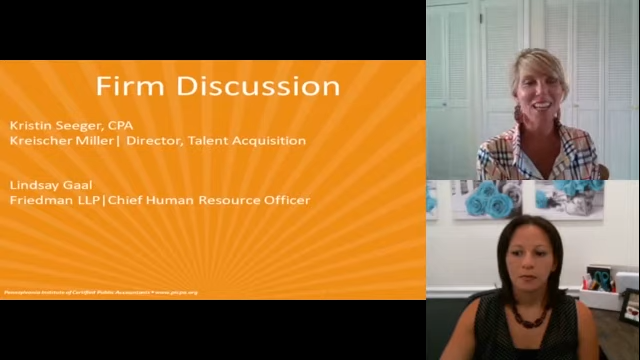 Firm Discussion
Kristin Seeger, CPA
Kreischer Miller| Director, Talent Acquisition
Lindsay Gaal
Friedman LLP|Chief Human Resource Officer
Pennsylvania Institute of Certified Public Accountants • www.picpa.org